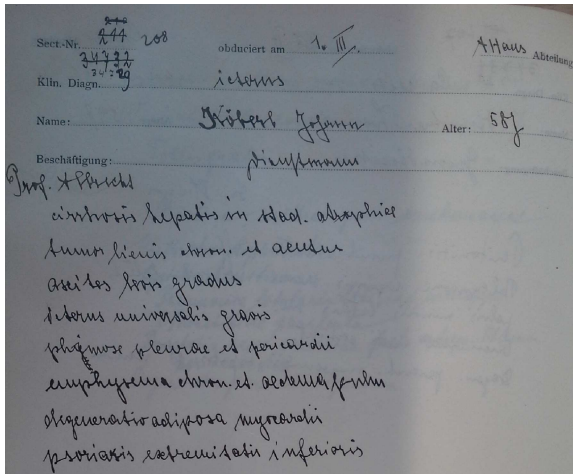 Sect.-Nr. 244 208 obduciert am 1. III. A Haus Abteilung
34732
Klin. Diagn. icterus
Name: Köberl Johann Alter: 58 J
Beschäftigung: Dienstmann
Prof. Albrecht
cirrhosis hepatis in stad. atrophiae
tumor lienis chron. et acutus
ascites levis gradus
icterus universalis gravis
pleurae et pericardii
emphysema chron. et oedema pulm
degeneratio adiposa myocardii
psoriasis extremitatis inferioris